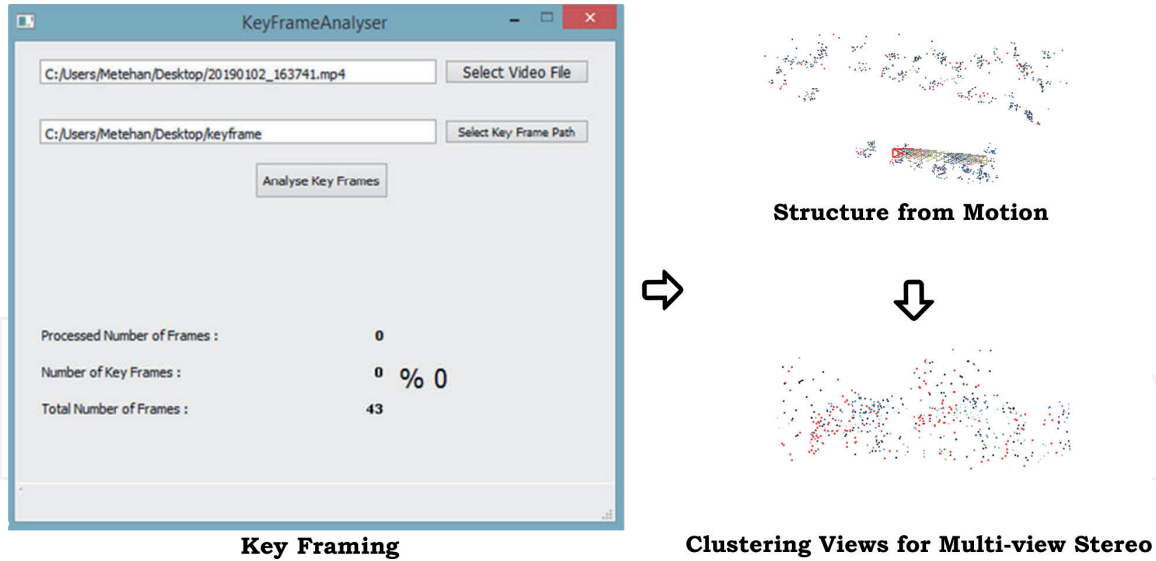 KeyFrameAnalyser
C:/Users/Metehan/Desktop/20190102_163741.mp4
Select Video File
C:/Users/Metehan/Desktop/keyframe
Select Key Frame Path
Analyse Key Frames
Processed Number of Frames : 0
Number of Key Frames : 0 % 0
Total Number of Frames : 43
Key Framing
Structure from Motion
Clustering Views for Multi-view Stereo